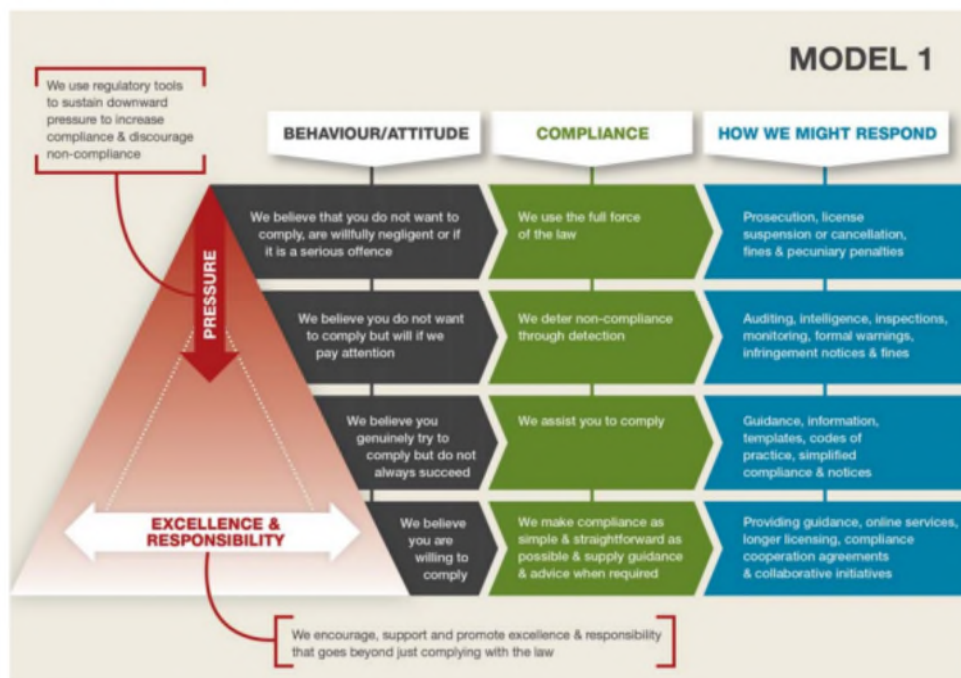 MODEL 1
We use regulatory tools
to sustain downward
pressure to increase
compliance & discourage
non-compliance
BEHAVIOUR/ATTITUDE
COMPLIANCE
HOW WE MIGHT RESPOND
PRESSURE
We believe that you do not want to
comply, are willfully negligent or if
it is a serious offence
We use the full force
of the law
Prosecution, license
suspension or cancellation,
fines & pecuniary penalties
We believe you do not want
to comply but will if we
pay attention
We deter non-compliance
through detection
Auditing, intelligence, inspections,
monitoring, formal warnings,
infringement notices & fines
We believe you
genuinely try to
comply but do not
always succeed
We assist you to comply
Guidance, information,
templates, codes of
practice, simplified
compliance & notices
EXCELLENCE &
RESPONSIBILITY
We believe
you are
willing to
comply
We make compliance as
simple & straightforward as
possible & supply guidance
& advice when required
Providing guidance, online services,
longer licensing, compliance
cooperation agreements
& collaborative initiatives
We encourage, support and promote excellence & responsibility
that goes beyond just complying with the law